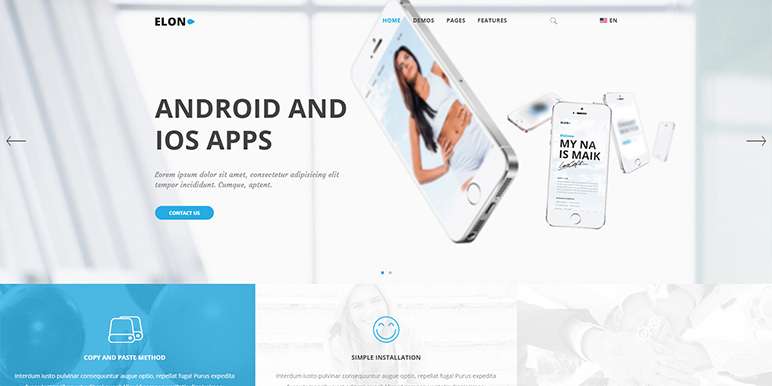 ELON
HOME DEMOS PAGES FEATURES
EN
ANDROID AND
IOS APPS
Lorem ipsum dolor sit amet, consectetur adipisicing elit
tempor incididunt. Cumque, aptent.
CONTACT US
ELON
Welcome
MY NA
IS MAIK
COPY AND PASTE METHOD
Interdum iusto pulvinar consequuntur augue optio, repellat fuga! Purus expedita
SIMPLE INSTALLATION
Interdum iusto pulvinar consequuntur augue optio, repellat fuga! Purus expedita